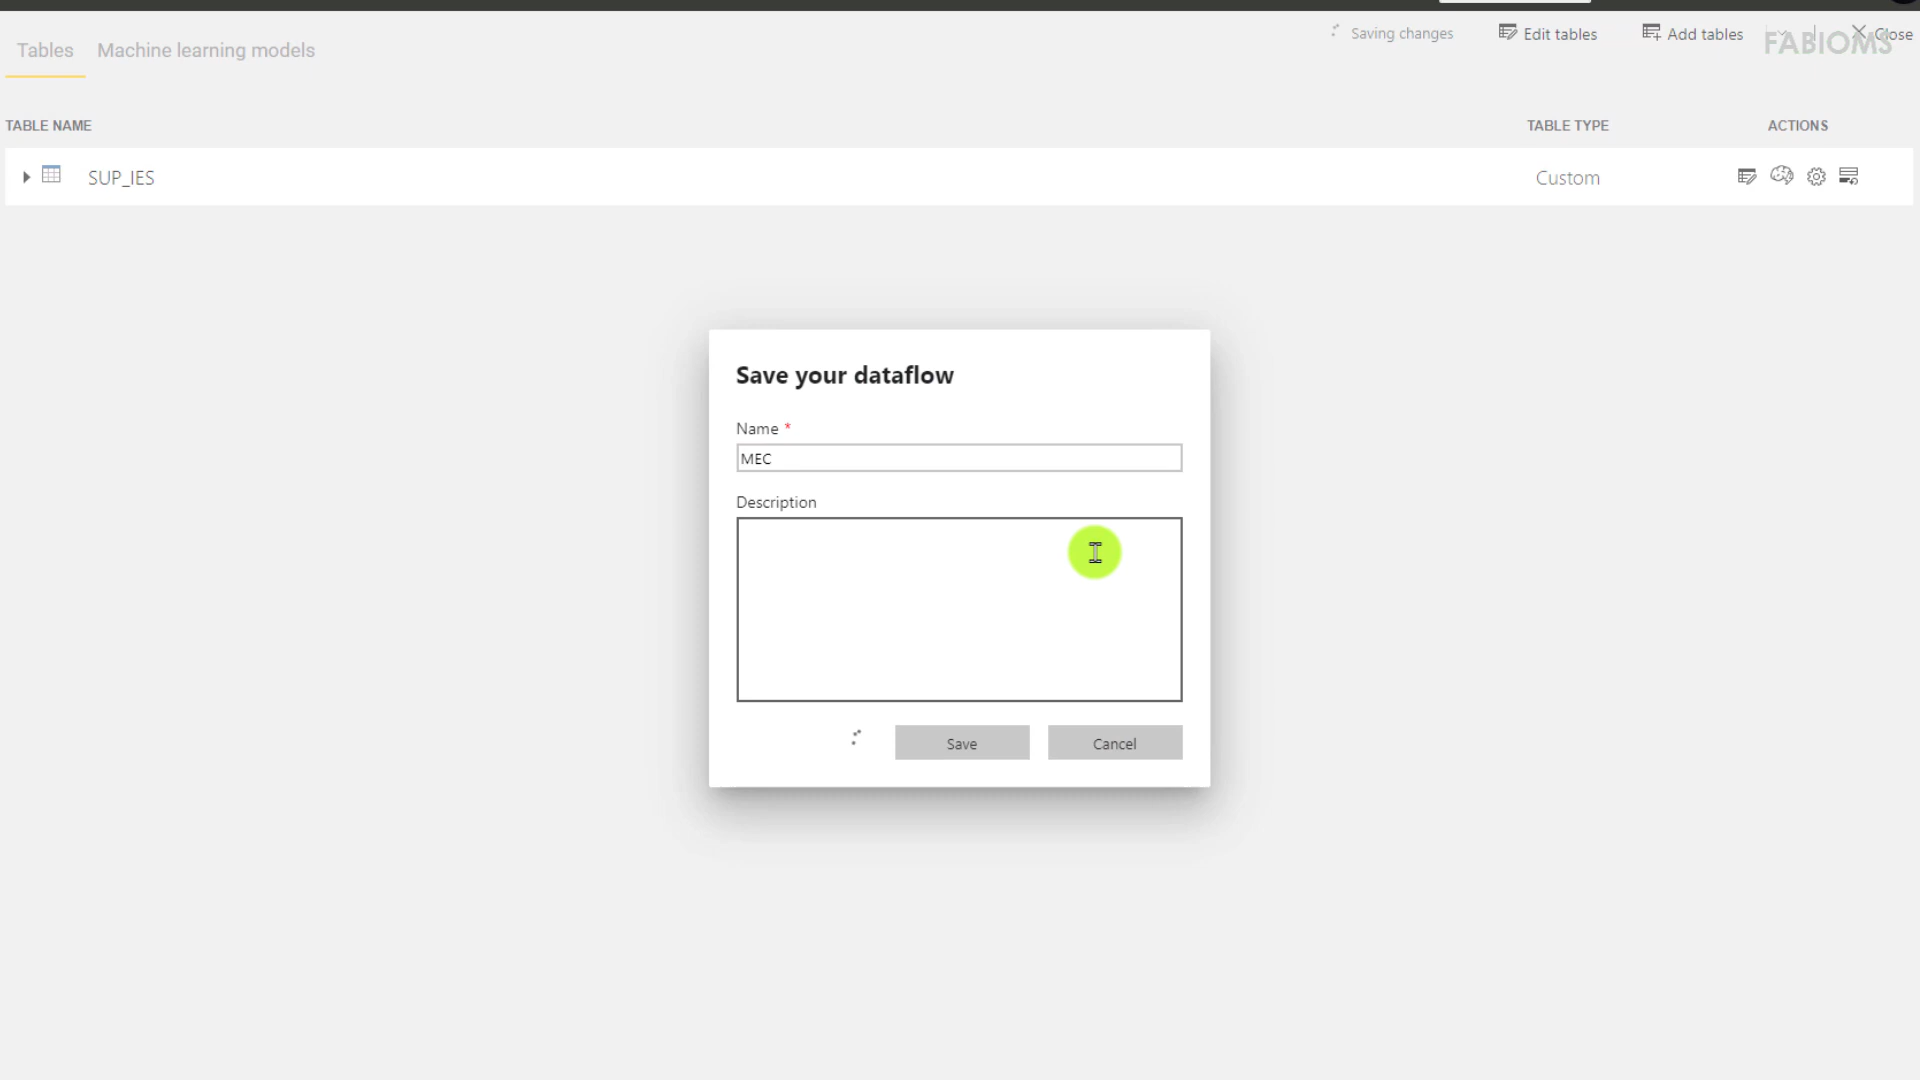 Saving changes
Edit tables
Add tables
Close
FABIOMS
Tables
Machine learning models
TABLE NAME
TABLE TYPE
ACTIONS
SUP_IES
Custom
Save your dataflow
Name *
MEC
Description
Save
Cancel